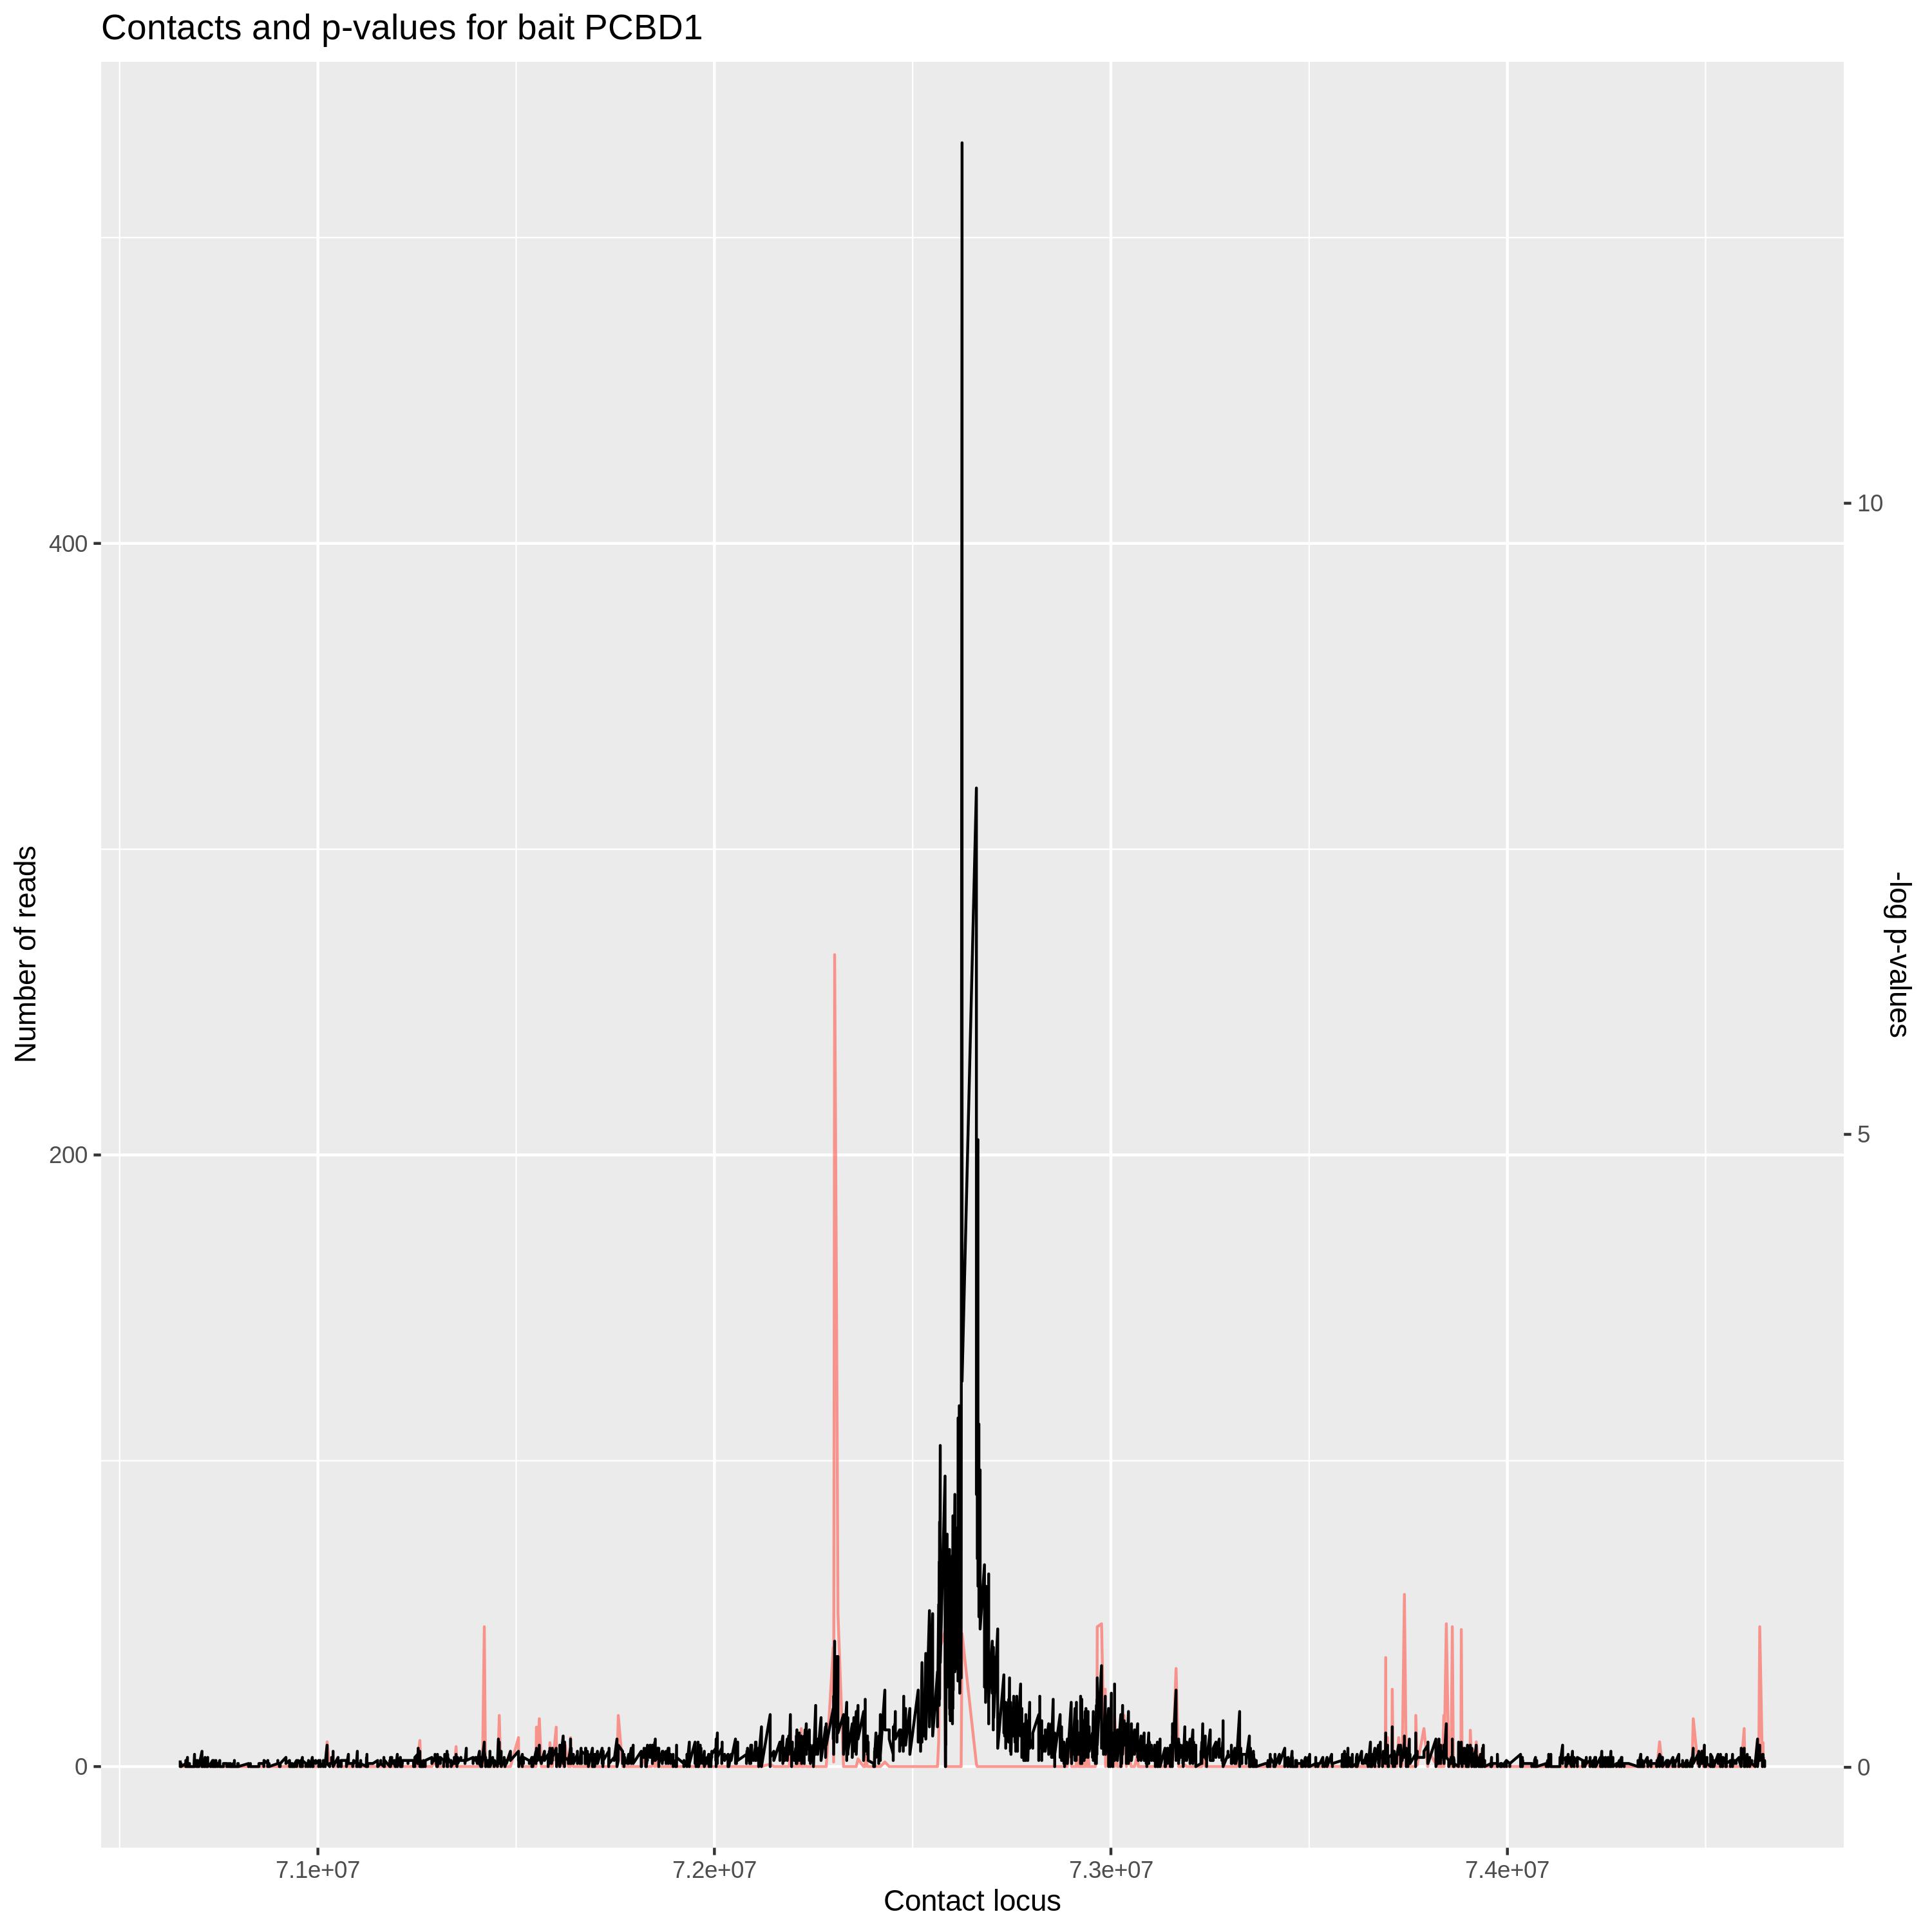 Contacts and p-values for bait PCBD1
Number of reads
400
200
0
10
5
0
-log p-values
7.1e+07 7.2e+07 7.3e+07 7.4e+07
Contact locus